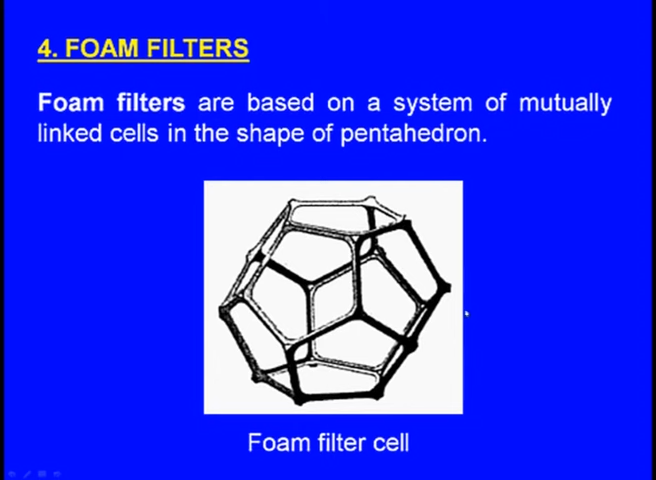 4. FOAM FILTERS
Foam filters are based on a system of mutually
linked cells in the shape of pentahedron.
Foam filter cell